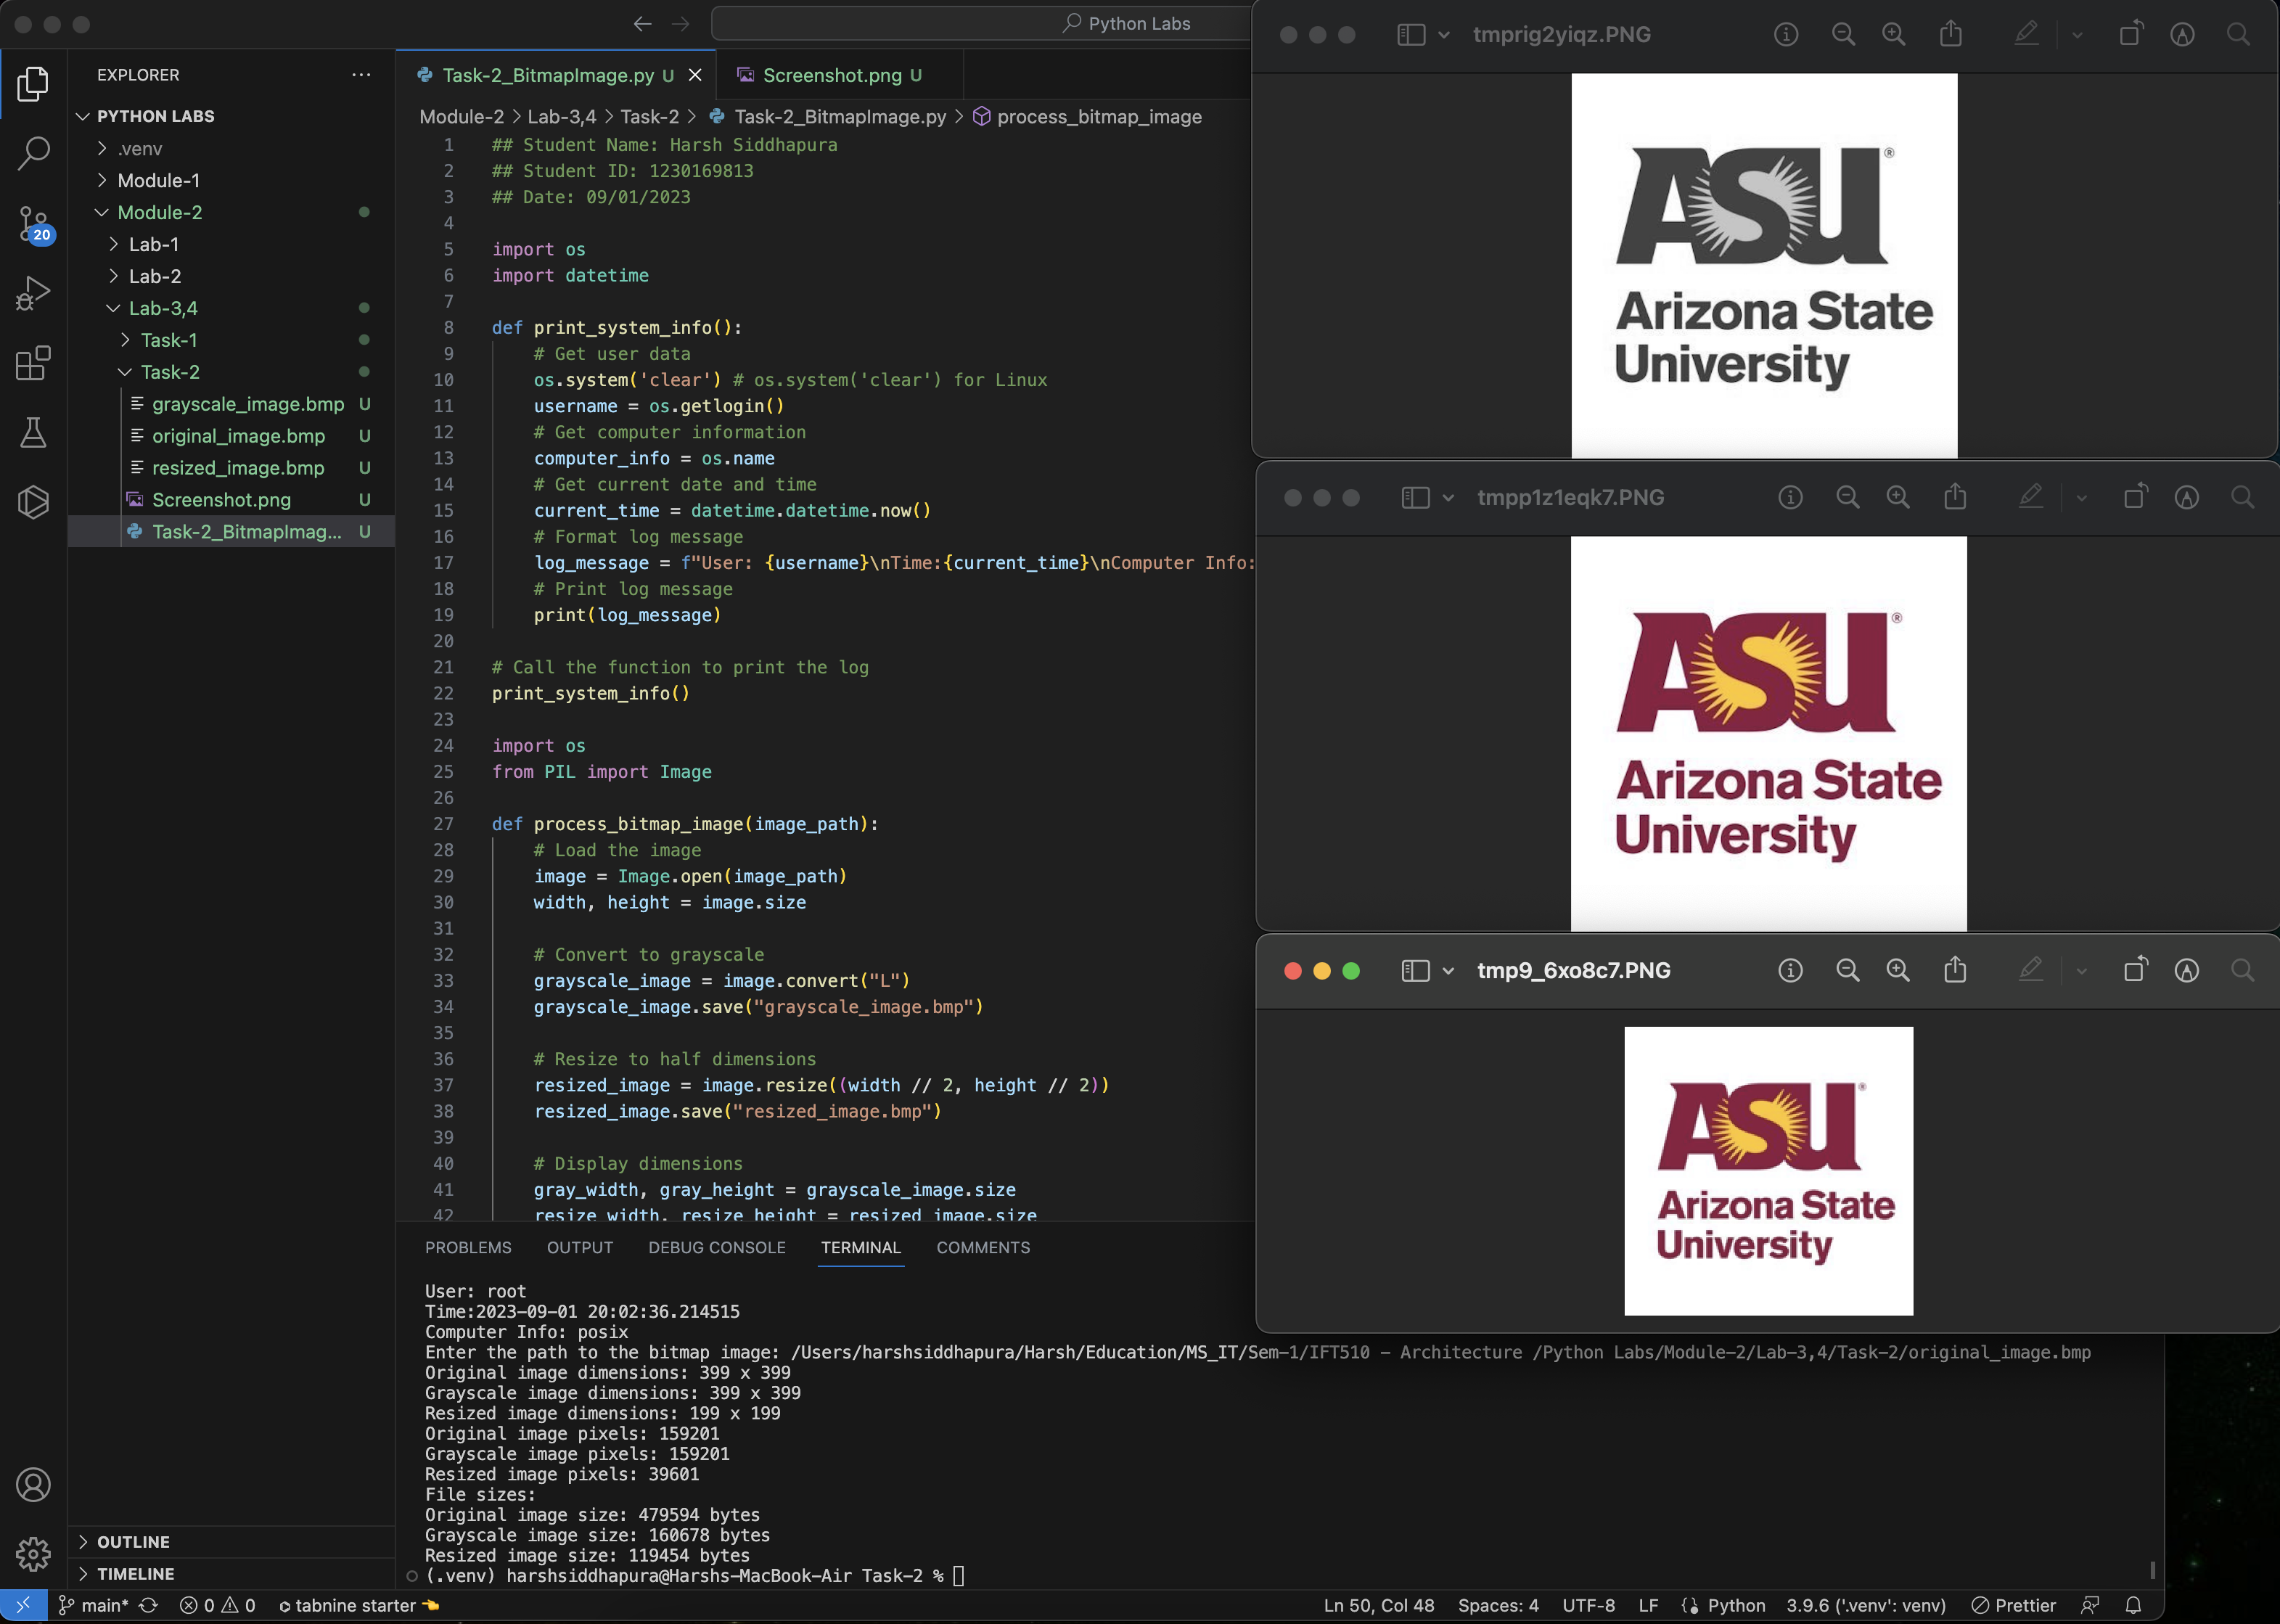 Python Labs
EXPLORER
PYTHON LABS
.venv
Module-1
Module-2
Lab-1
Lab-2
Lab-3,4
Task-1
Task-2
grayscale_image.bmp U
original_image.bmp U
resized_image.bmp U
Screenshot.png U
Task-2_BitmapImag... U
20
OUTLINE
TIMELINE
Task-2_BitmapImage.py U
Screenshot.png U
Module-2 > Lab-3,4 > Task-2 > Task-2_BitmapImage.py > process_bitmap_image
1 ## Student Name: Harsh Siddhapura
2 ## Student ID: 1230169813
3 ## Date: 09/01/2023
4
5 import os
6 import datetime
7
8 def print_system_info():
9 # Get user data
10 os.system('clear') # os.system('clear') for Linux
11 username = os.getlogin()
12 # Get computer information
13 computer_info = os.name
14 # Get current date and time
15 current_time = datetime.datetime.now()
16 # Format log message
17 log_message = f"User: {username}\nTime:{current_time}\nComputer Info:
18 # Print log message
19 print(log_message)
20
21 # Call the function to print the log
22 print_system_info()
23
24 import os
25 from PIL import Image
26
27 def process_bitmap_image(image_path):
28 # Load the image
29 image = Image.open(image_path)
30 width, height = image.size
31
32 # Convert to grayscale
33 grayscale_image = image.convert("L")
34 grayscale_image.save("grayscale_image.bmp")
35
36 # Resize to half dimensions
37 resized_image = image.resize((width // 2, height // 2))
38 resized_image.save("resized_image.bmp")
39
40 # Display dimensions
41 gray_width, gray_height = grayscale_image.size
42 resize_width, resize_height = resized_image.size
PROBLEMS OUTPUT DEBUG CONSOLE TERMINAL COMMENTS
User: root
Time:2023-09-01 20:02:36.214515
Computer Info: posix
Enter the path to the bitmap image: /Users/harshsiddhapura/Harsh/Education/MS_IT/Sem-1/IFT510 - Architecture /Python Labs/Module-2/Lab-3,4/Task-2/original_image.bmp
Original image dimensions: 399 x 399
Grayscale image dimensions: 399 x 399
Resized image dimensions: 199 x 199
Original image pixels: 159201
Grayscale image pixels: 159201
Resized image pixels: 39601
File sizes:
Original image size: 479594 bytes
Grayscale image size: 160678 bytes
Resized image size: 119454 bytes
(.venv) harshsiddhapura@Harshs-MacBook-Air Task-2 %
main* 0 0 tabnine starter
Ln 50, Col 48 Spaces: 4 UTF-8 LF Python 3.9.6 ('.venv': venv) Prettier
tmprig2yiqz.PNG
ASU®
Arizona State
University
tmpp1z1eqk7.PNG
ASU®
Arizona State
University
tmp9_6xo8c7.PNG
ASU®
Arizona State
University